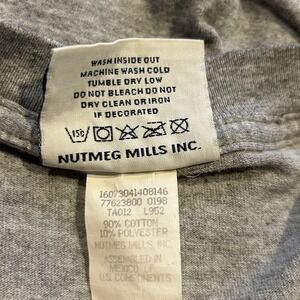 WASH INSIDE OUT
MACHINE WASH COLD
TUMBLE DRY LOW
DO NOT BLEACH DO NOT
DRY CLEAN OR IRON
IF DECORATED
NUTMEG MILLS INC.
16073041408146
77623800 0198
TA012 L952
90% COTTON
10% POLYESTER
NUTMEG MILLS, INC.
ASSEMBLED IN
MEXICO OF
U.S. COMPONENTS